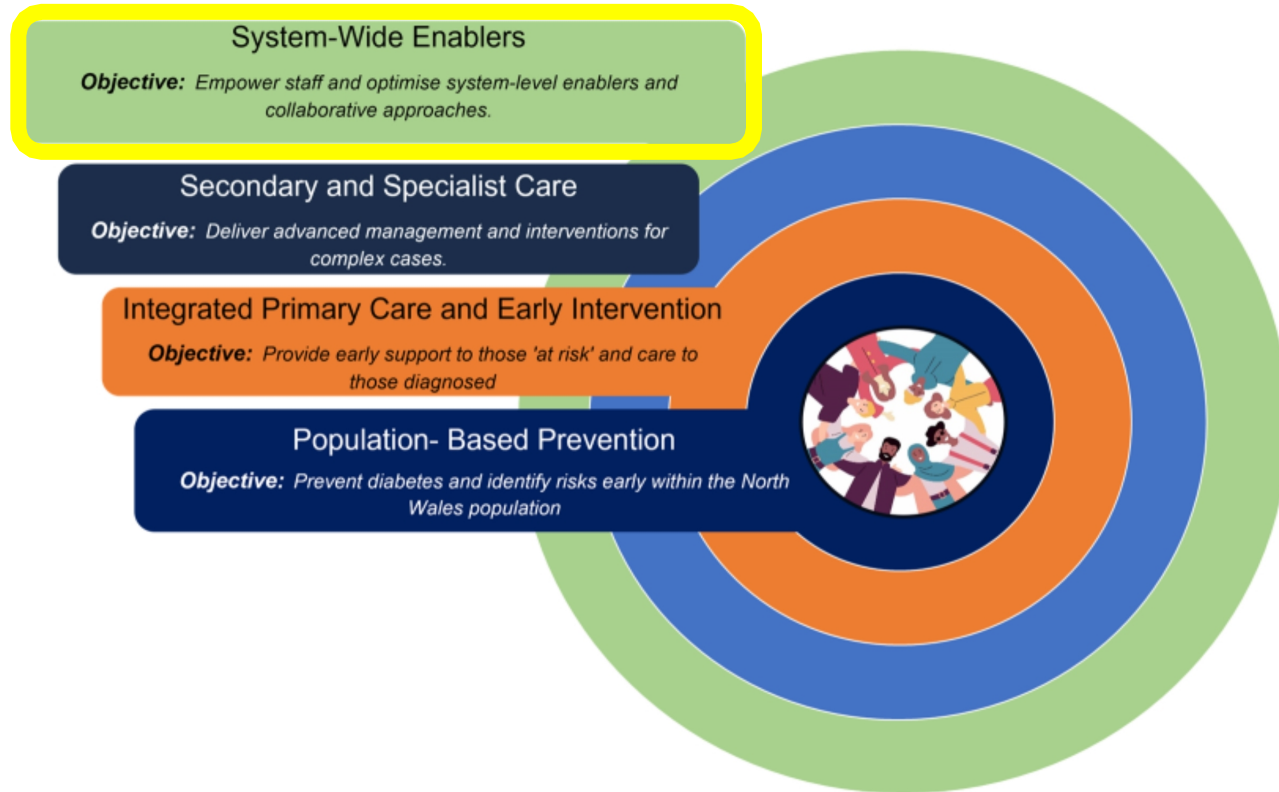 System-Wide Enablers
Objective: Empower staff and optimise system-level enablers and
collaborative approaches.
Secondary and Specialist Care
Objective: Deliver advanced management and interventions for
complex cases.
Integrated Primary Care and Early Intervention
Objective: Provide early support to those 'at risk' and care to
those diagnosed
Population- Based Prevention
Objective: Prevent diabetes and identify risks early within the North
Wales population